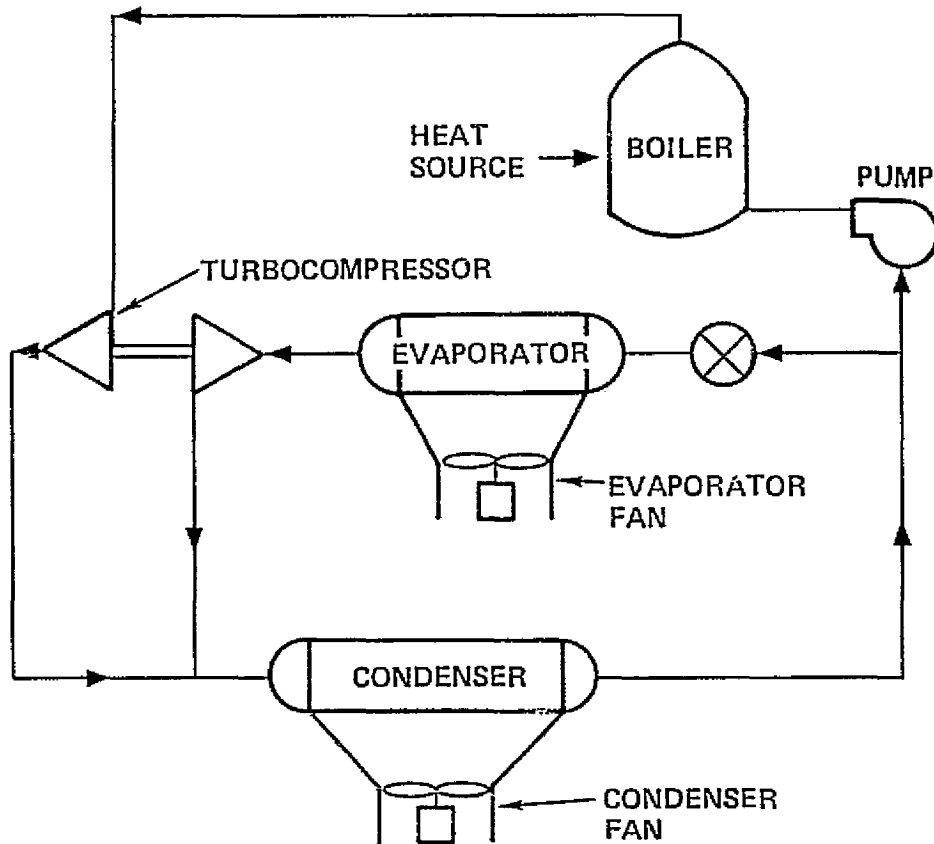 HEAT
SOURCE
BOILER
PUMP
TURBOCOMPRESSOR
EVAPORATOR
EVAPORATOR
FAN
CONDENSER
CONDENSER
FAN